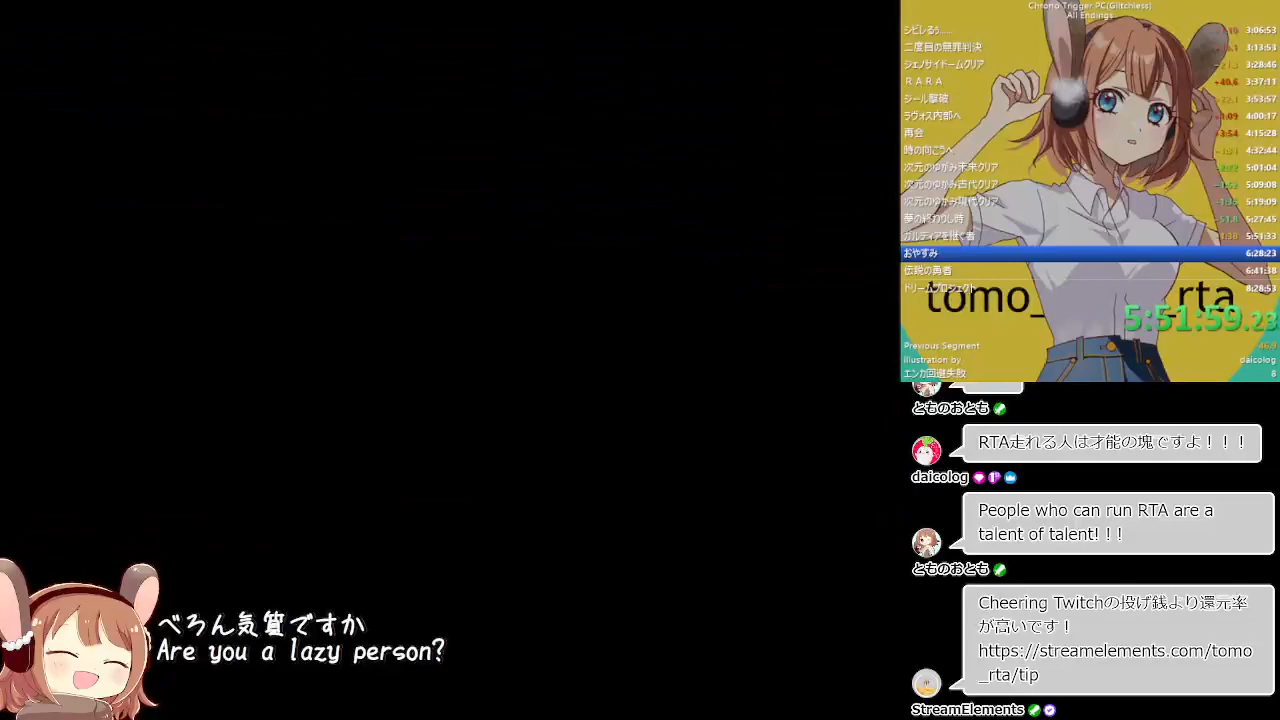 Chrono Trigger PC(Glitchless)
All Endings
シビレるぅ…… 3:06:53
二度目の無罪判決 3:13:53
ジェノサイドームクリア 3:28:46
ＲＡＲＡ +40.6 3:37:11
ジール撃破 3:53:57
ラヴォス内部へ 4:00:17
再会 +3:54 4:15:28
時の向こうへ 4:32:44
次元のゆがみ未来クリア 5:01:04
次元のゆがみ古代クリア 5:09:08
次元のゆがみ現代クリア 5:19:09
夢の終わりし時 -51.8 5:27:45
ガルディアを継ぐ者 5:51:33
おやすみ 6:28:23
伝説の勇者 6:41:38
ドリームプロジェクト 8:28:53
tomo_ _rta
5:51:59.23
Previous Segment
Illustration by daicolog
エンカ回避失敗 8
とものおとも
RTA走れる人は才能の塊ですよ！！！
daicolog
People who can run RTA are a
talent of talent! ! !
とものおとも
Cheering Twitchの投げ銭より還元率
が高いです！
https://streamelements.com/tomo
_rta/tip
StreamElements
べろん気質ですか
Are you a lazy person?